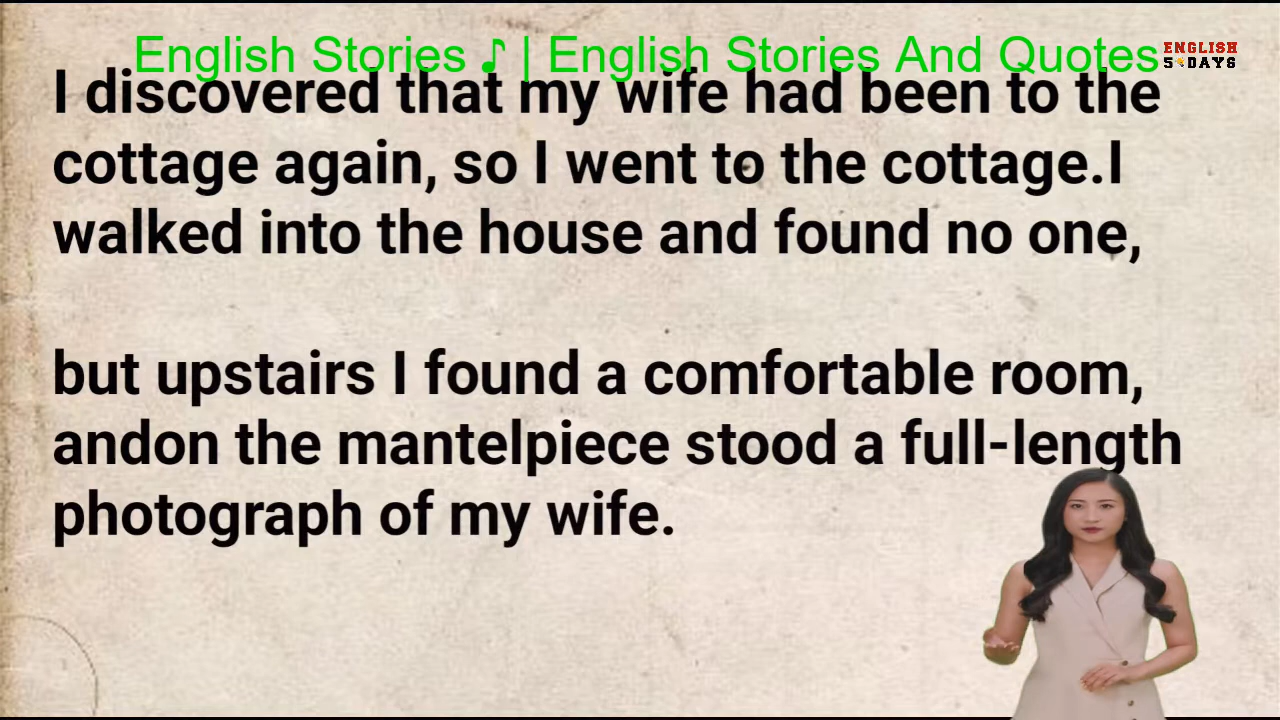 English Stories ♪ | English Stories And Quotes
ENGLISH
5 DAYS
I discovered that my wife had been to the
cottage again, so I went to the cottage.I
walked into the house and found no one,
but upstairs I found a comfortable room,
andon the mantelpiece stood a full-length
photograph of my wife.